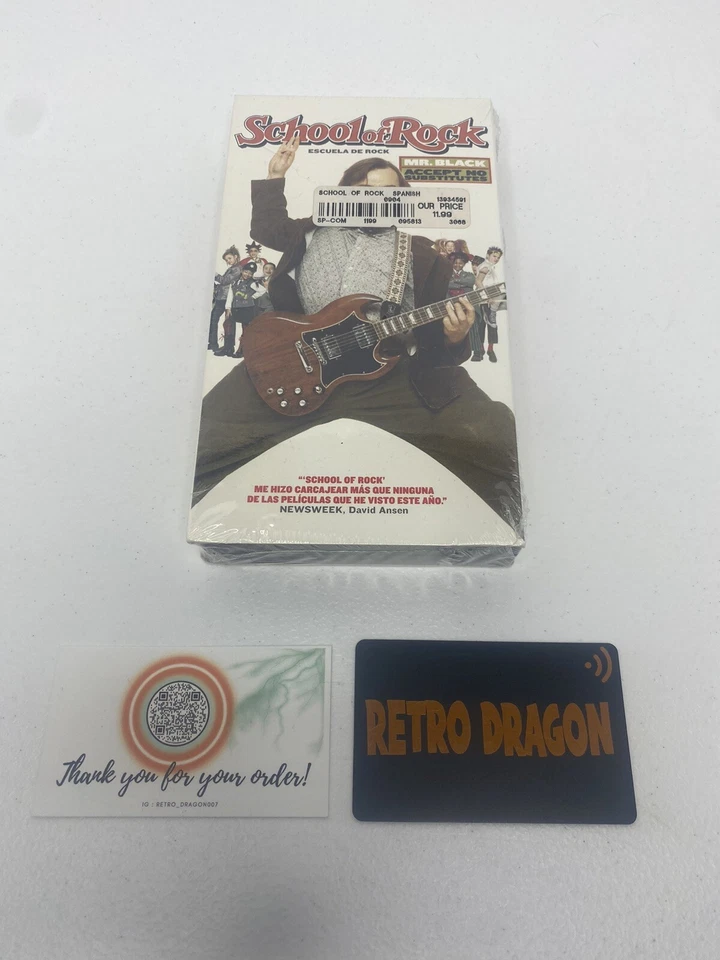 School of Rock
ESCUELA DE ROCK
MR. BLACK
ACCEPT NO
SUBSTITUTES
SCHOOL OF ROCK SPANISH
0904 13934591
OUR PRICE
11.99
SP-COM 1199 095813 3068
"'SCHOOL OF ROCK'
ME HIZO CARCAJEAR MÁS QUE NINGUNA
DE LAS PELÍCULAS QUE HE VISTO ESTE AÑO."
NEWSWEEK, David Ansen
Thank you for your order!
IG : RETRO_DRAGON007
RETRO DRAGON